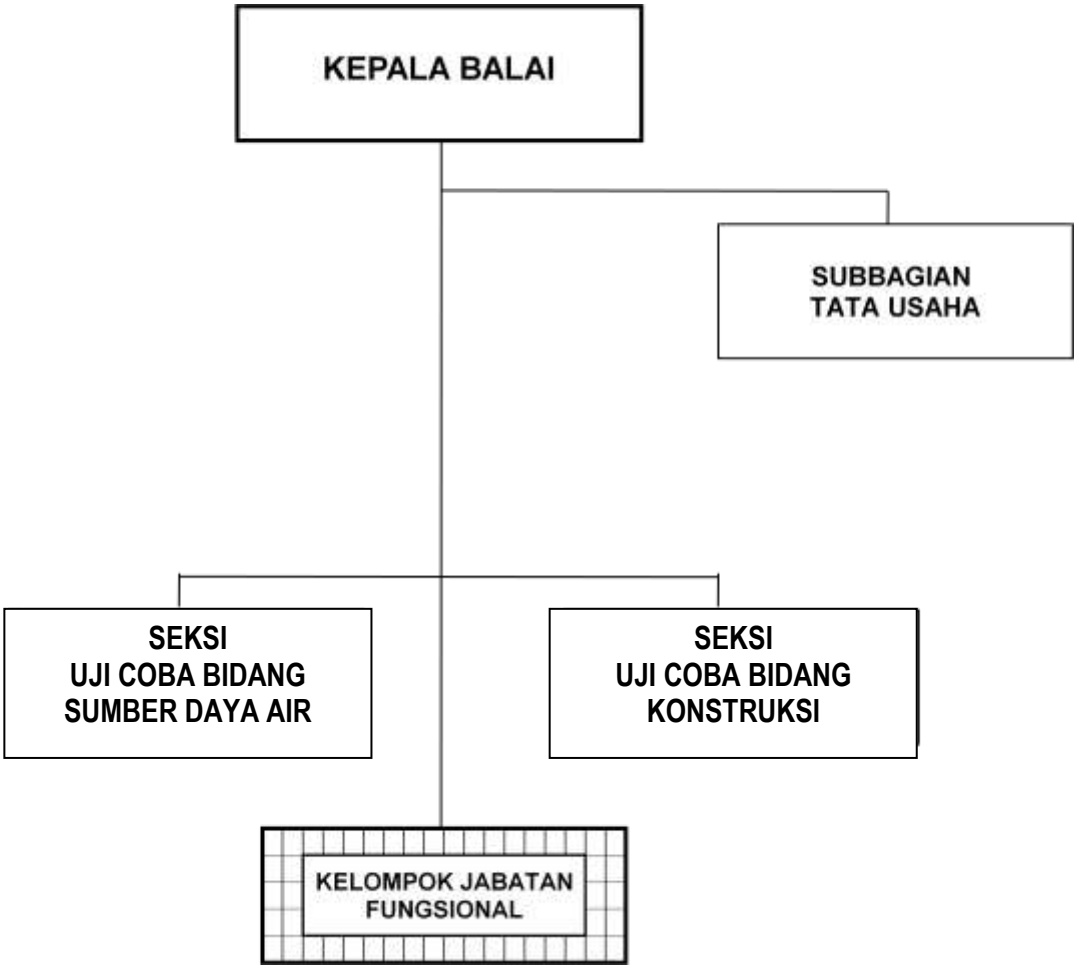 KEPALA BALAI
SUBBAGIAN
TATA USAHA
SEKSI
UJI COBA BIDANG
SUMBER DAYA AIR
SEKSI
UJI COBA BIDANG
KONSTRUKSI
KELOMPOK JABATAN
FUNGSIONAL